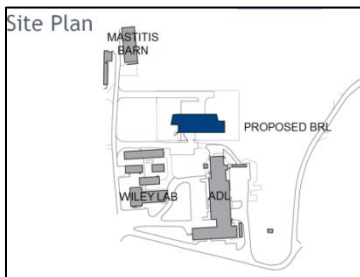 Site Plan
MASTITIS
BARN
PROPOSED BRL
WILEY LAB
ADL